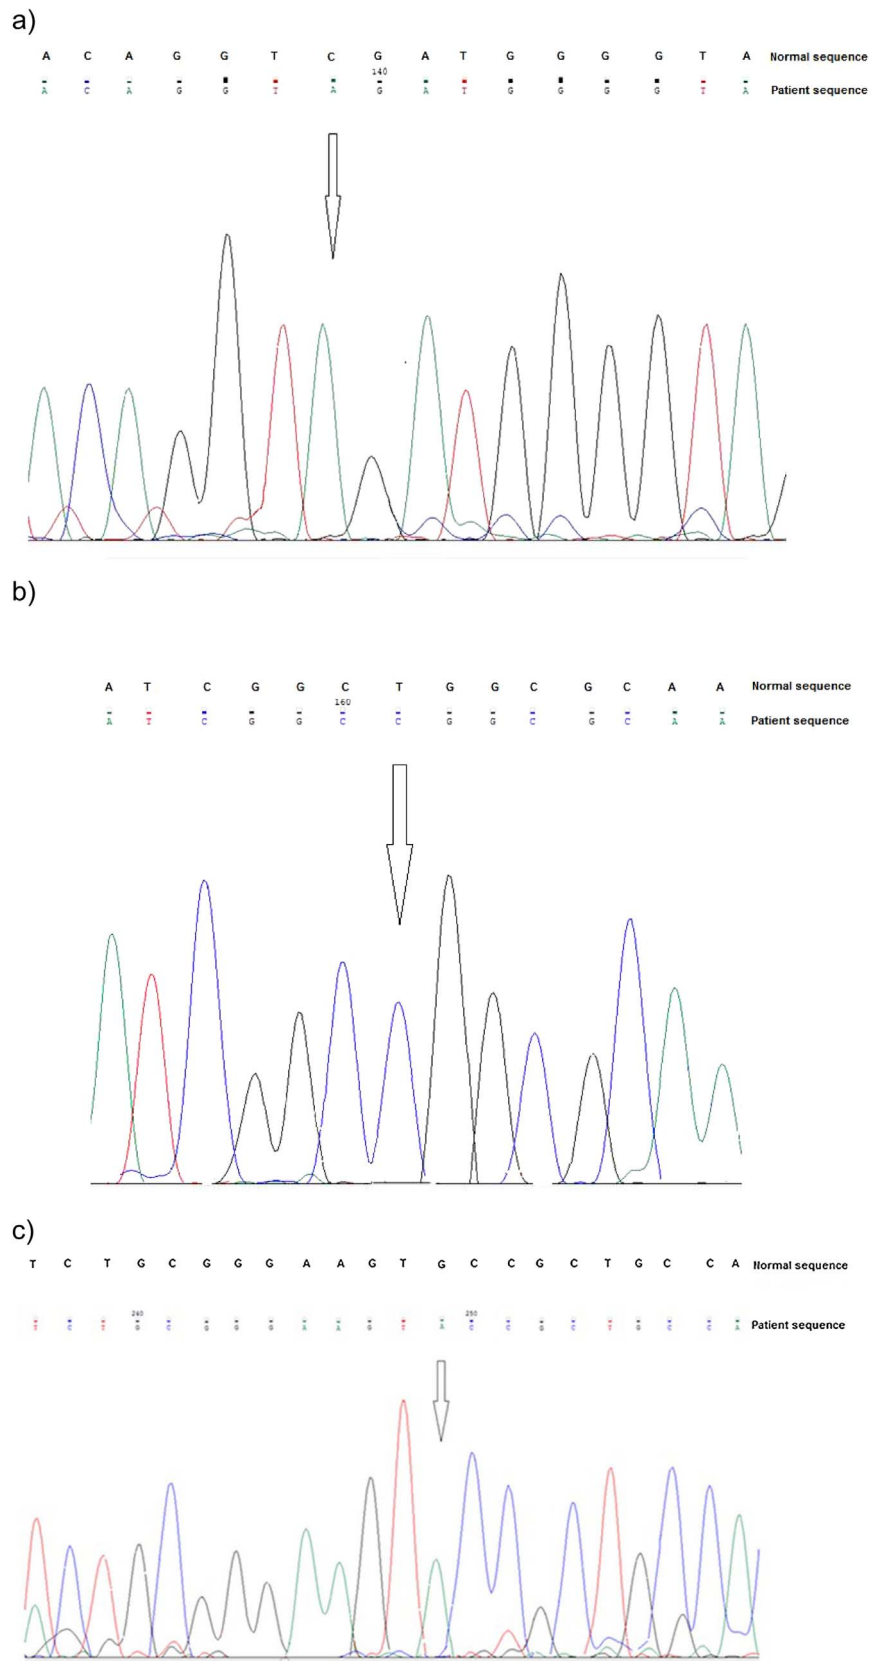 a)
A C A G G T C G A T G G G G T A Normal sequence
140
A C A G G T A G A T G G G G T A Patient sequence
b)
A T C G G C T G G C G C A A Normal sequence
160
A T C G G C C G G C G C A A Patient sequence
c)
T C T G C G G G A A G T G C C G C T G C C A Normal sequence
240 250
T C T G C G G G A A G T A C C G C T G C C A Patient sequence